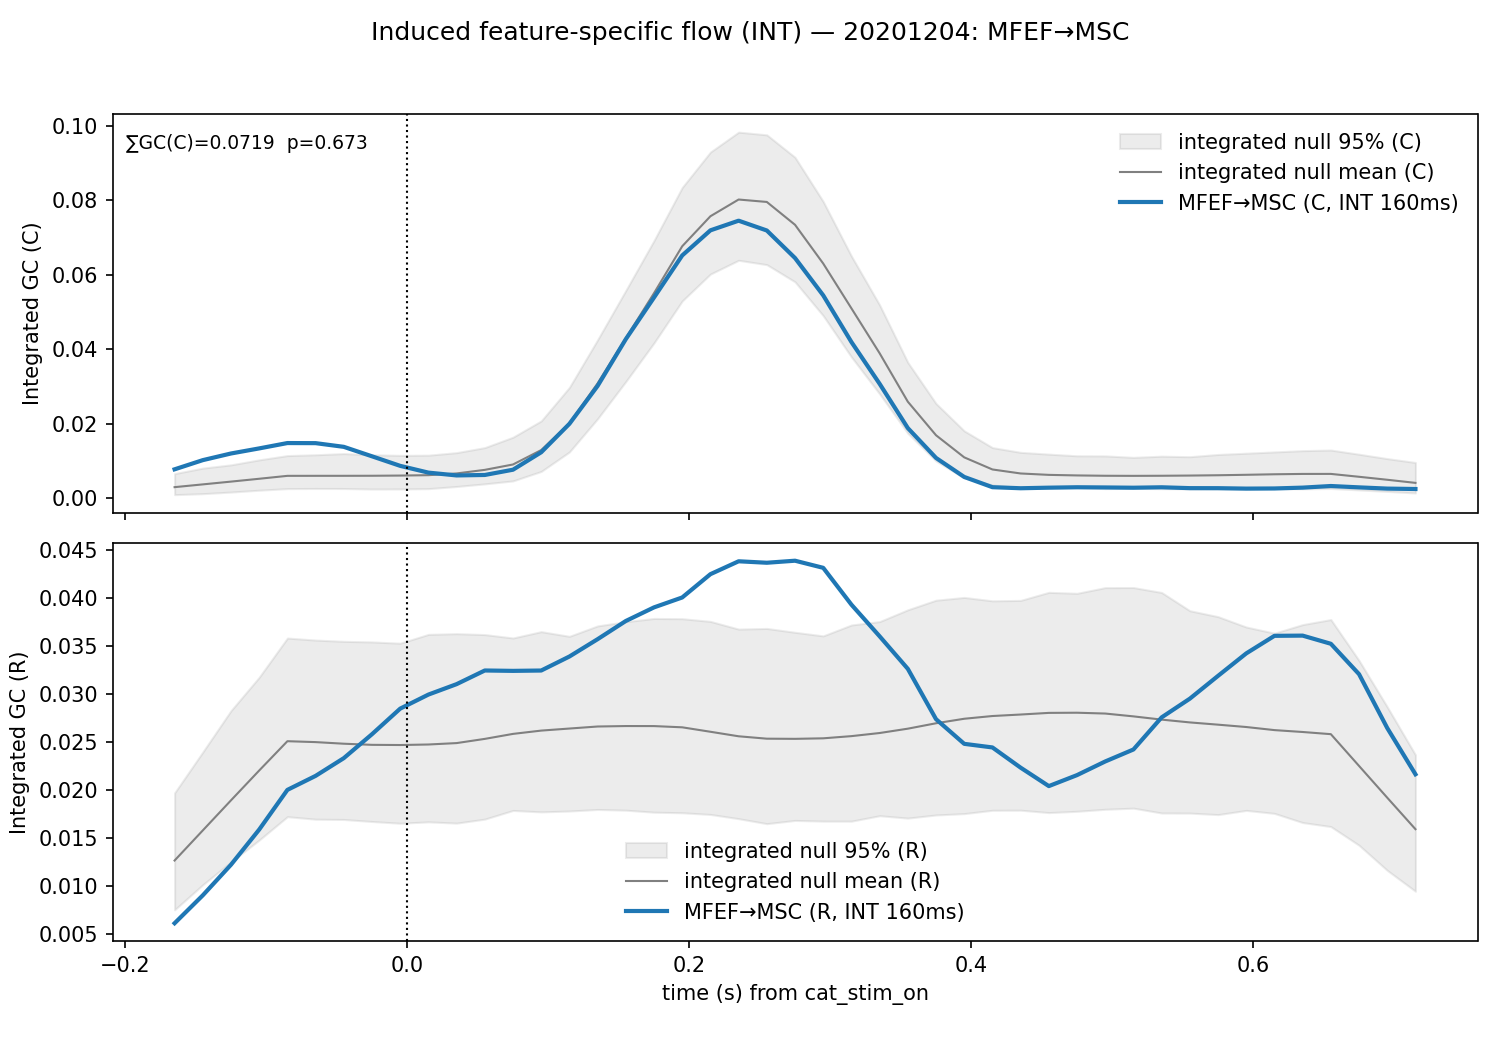 Induced feature-specific flow (INT) — 20201204: MFEF→MSC
∑GC(C)=0.0719  p=0.673
integrated null 95% (C)
integrated null mean (C)
MFEF→MSC (C, INT 160ms)
Integrated GC (C)
0.10
0.08
0.06
0.04
0.02
0.00
Integrated GC (R)
0.045
0.040
0.035
0.030
0.025
0.020
0.015
0.010
0.005
integrated null 95% (R)
integrated null mean (R)
MFEF→MSC (R, INT 160ms)
−0.2 0.0 0.2 0.4 0.6
time (s) from cat_stim_on